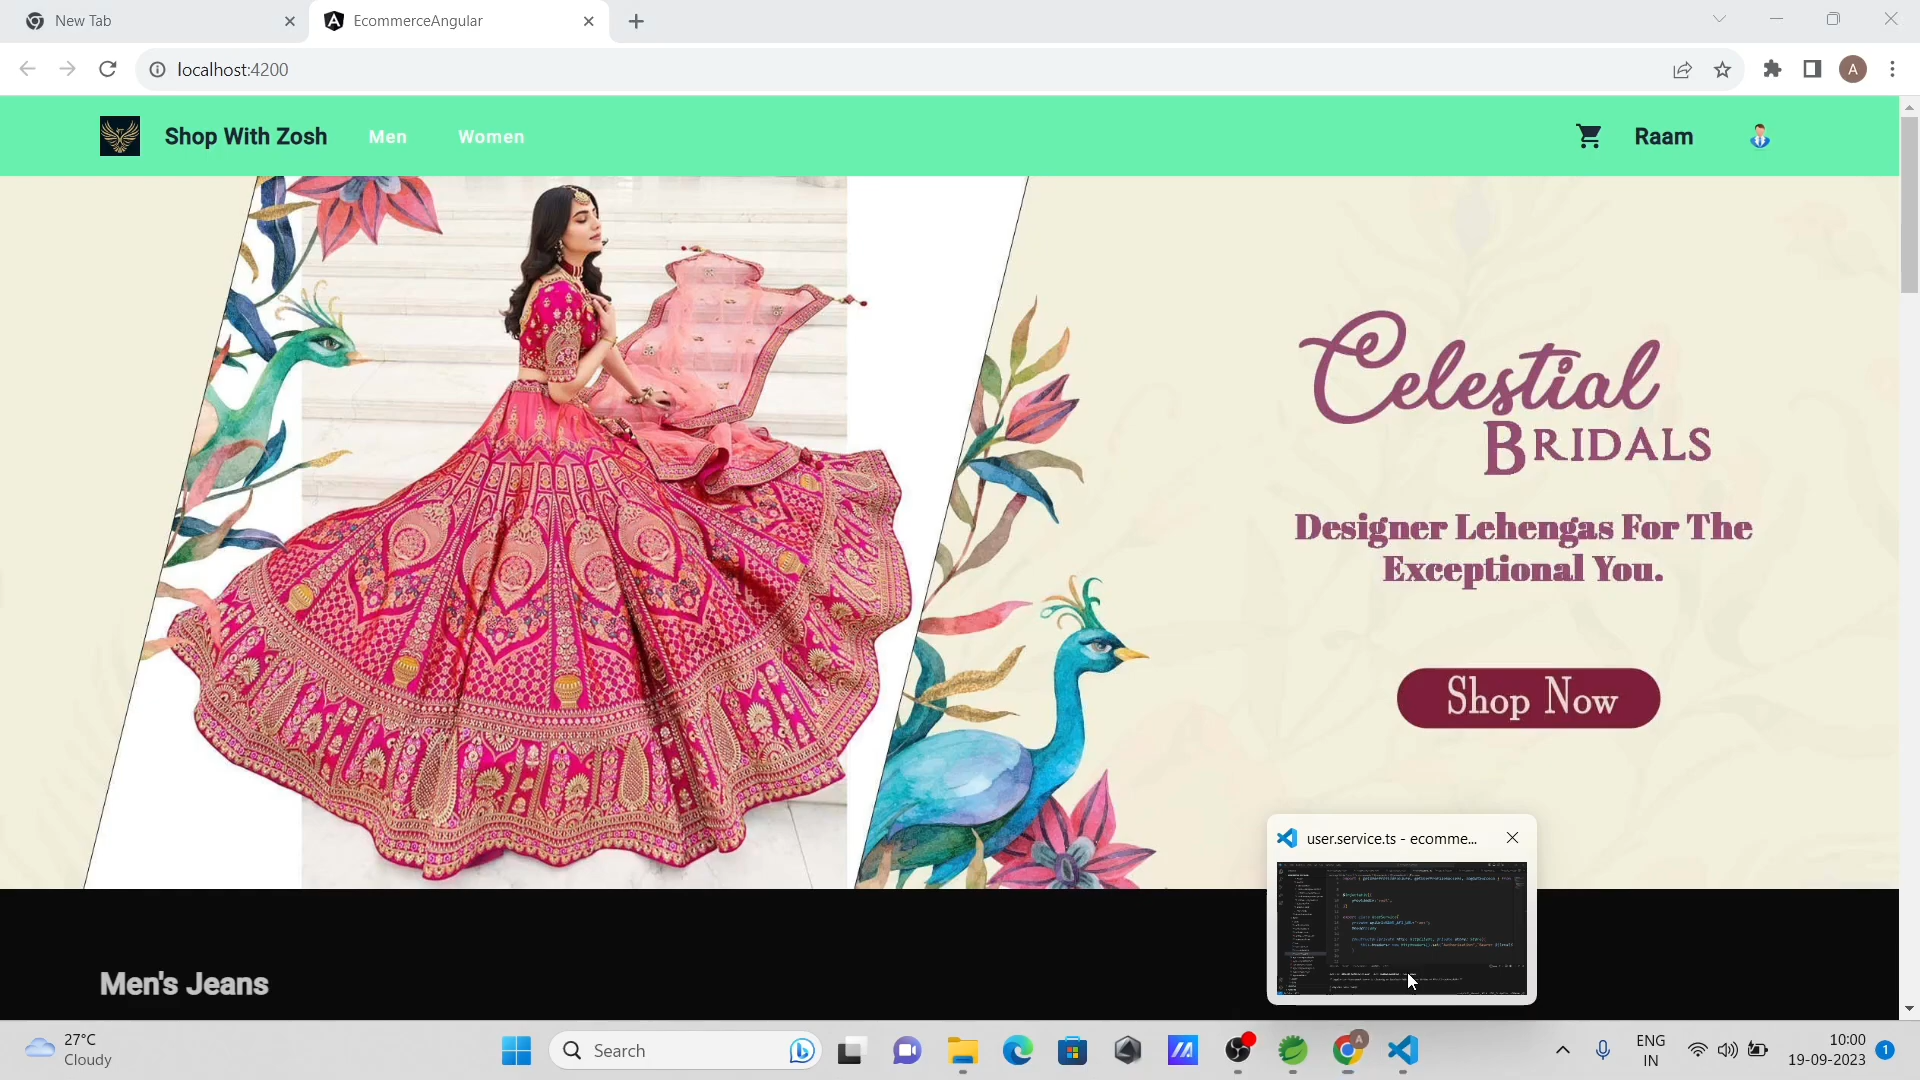 New Tab
EcommerceAngular
localhost:4200
A
Shop With Zosh
Men
Women
Raam
Celestial
BRIDALS
Designer Lehengas For The
Exceptional You.
Shop Now
user.service.ts - ecomme...
Men's Jeans
27°C
Cloudy
Search
A
ENG
IN
10:00
19-09-2023
1